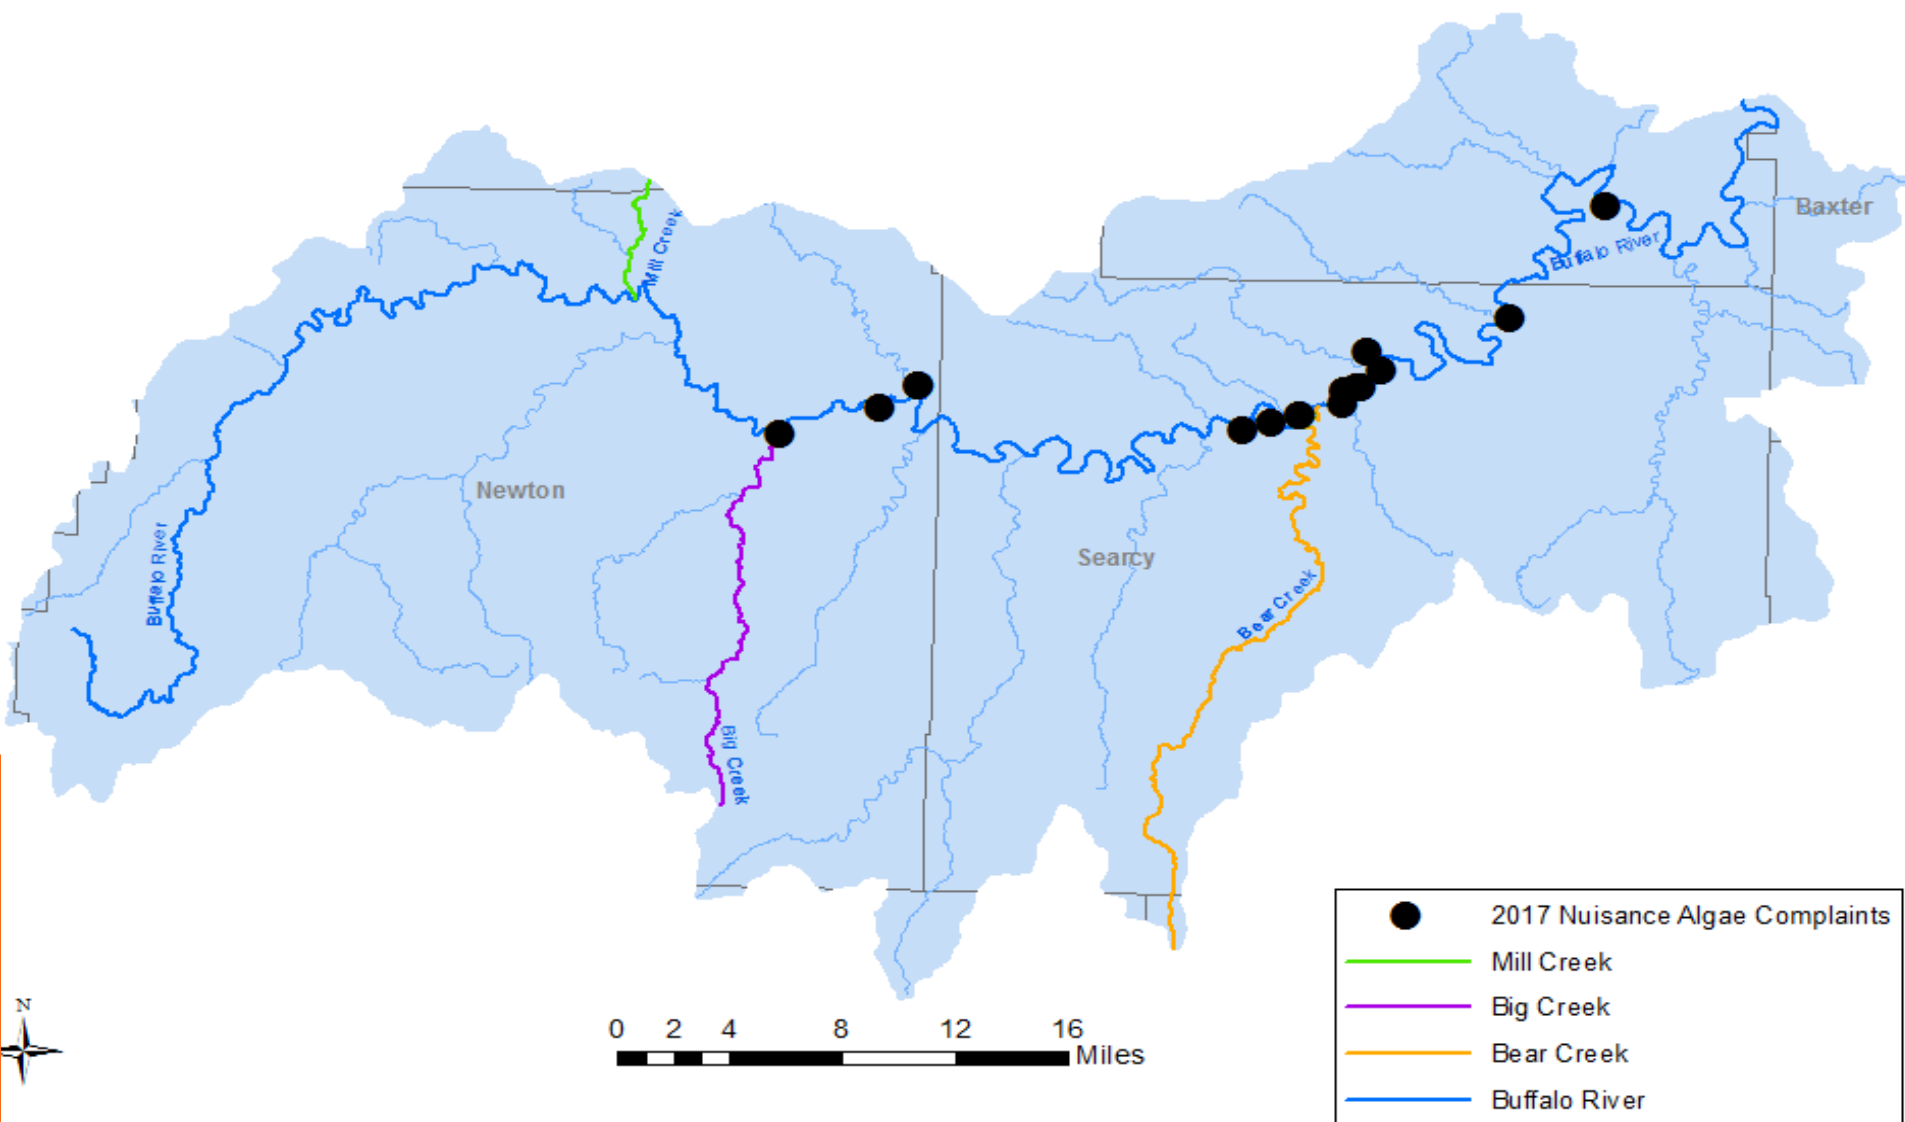 Baxter
Mill Creek
Buffalo River
Newton
Buffalo River
Searcy
Bear Creek
Big Creek
N
0 2 4 8 12 16
Miles
2017 Nuisance Algae Complaints
Mill Creek
Big Creek
Bear Creek
Buffalo River